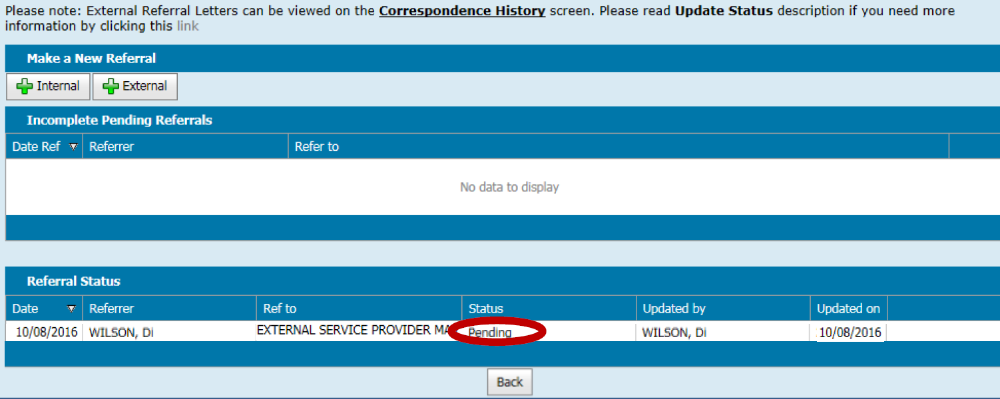 Please note: External Referral Letters can be viewed on the Correspondence History screen. Please read Update Status description if you need more
information by clicking this link
Make a New Referral
Internal External
Incomplete Pending Referrals
Date Ref Referrer Refer to
No data to display
Referral Status
Date Referrer Ref to Status Updated by Updated on
10/08/2016 WILSON, Di EXTERNAL SERVICE PROVIDER Pending WILSON, Di 10/08/2016
Back